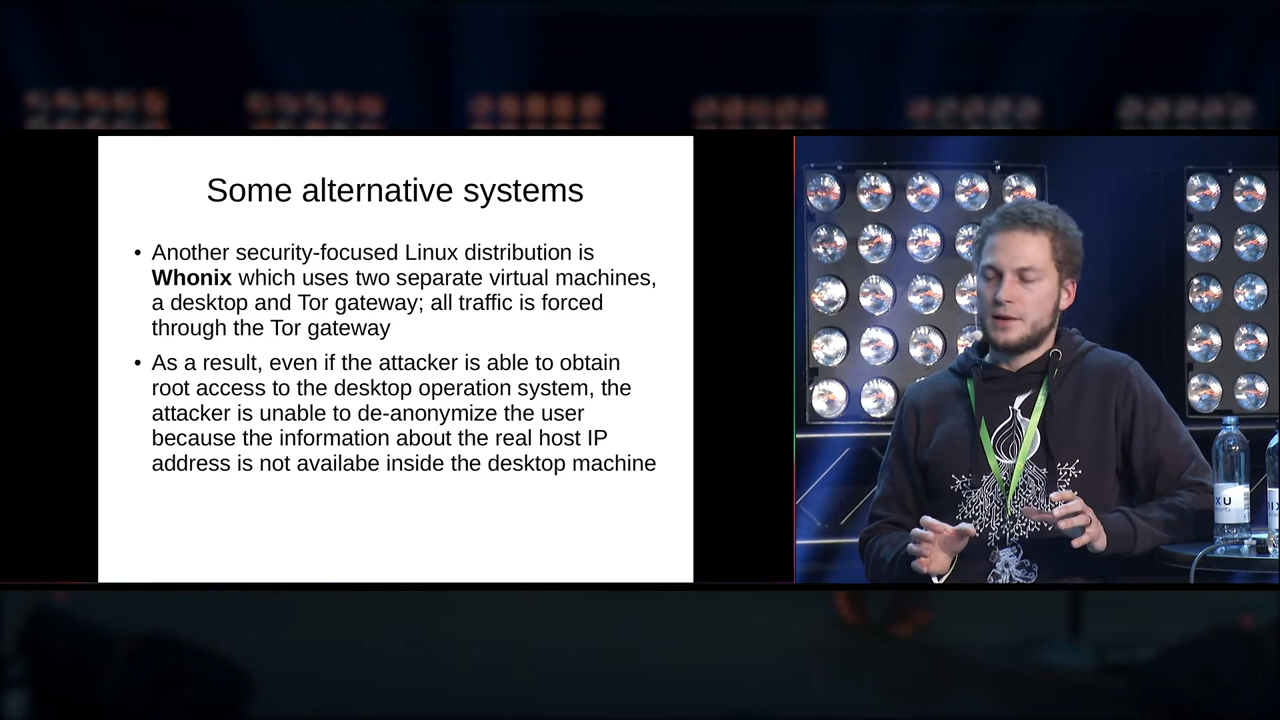 Some alternative systems
• Another security-focused Linux distribution is
Whonix which uses two separate virtual machines,
a desktop and Tor gateway; all traffic is forced
through the Tor gateway
• As a result, even if the attacker is able to obtain
root access to the desktop operation system, the
attacker is unable to de-anonymize the user
because the information about the real host IP
address is not availabe inside the desktop machine